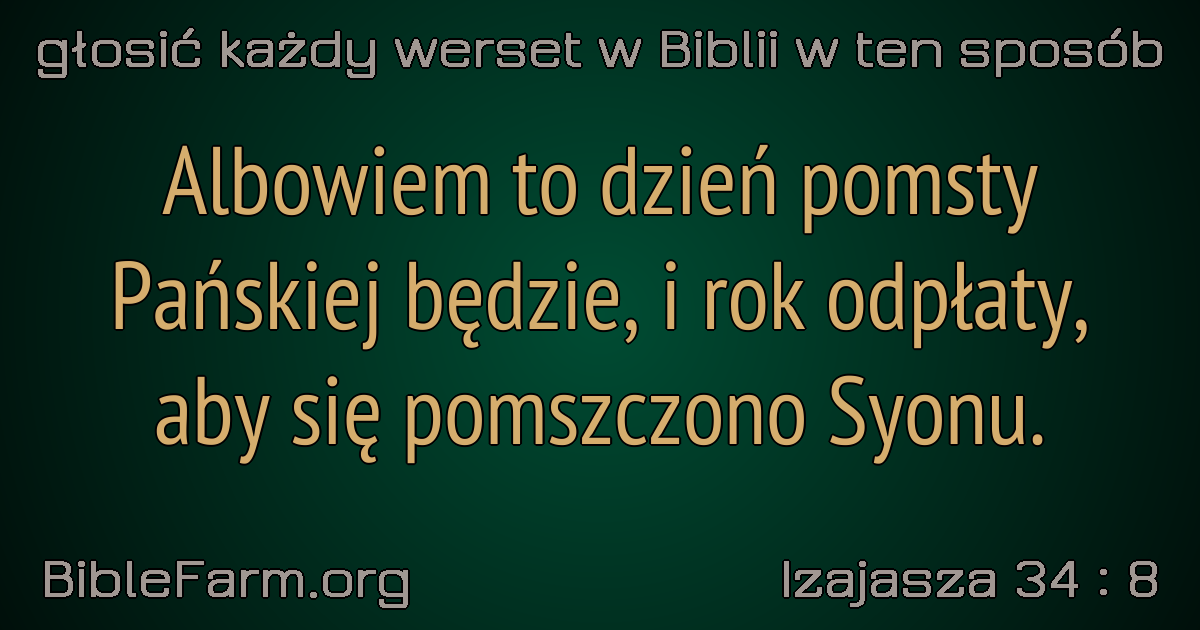 głosić każdy werset w Biblii w ten sposób
Albowiem to dzień pomsty
Pańskiej będzie, i rok odpłaty,
aby się pomszczono Syonu.
BibleFarm.org
Izajasza 34 : 8